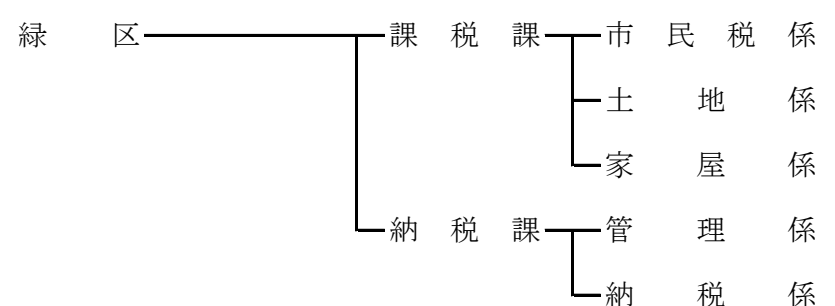 緑区 課税課 市民税係
土地係
家屋係
納税課 管理係
納税係